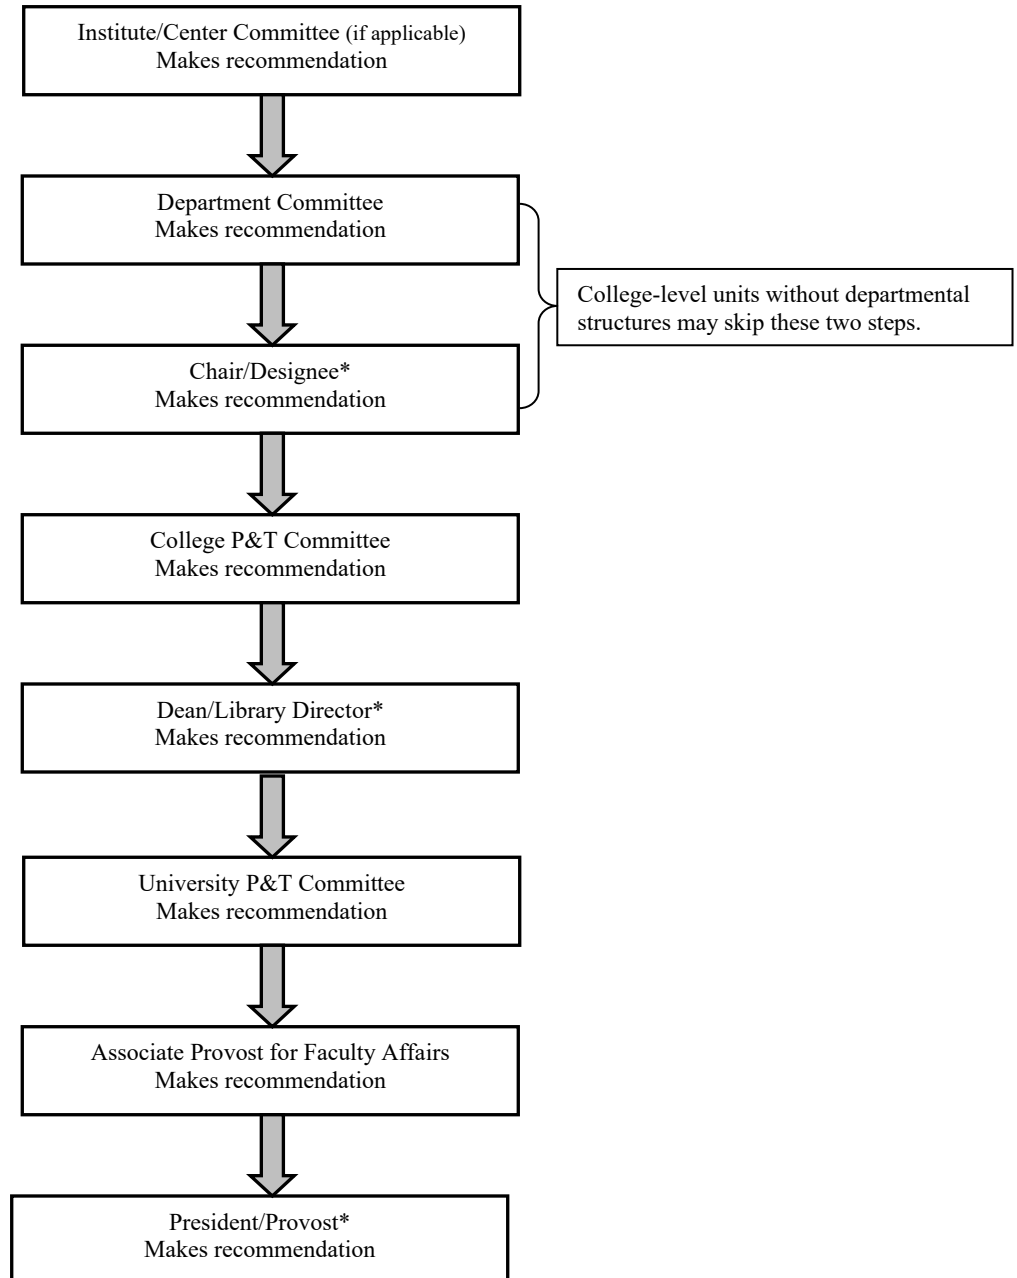 Institute/Center Committee (if applicable)
Makes recommendation
Department Committee
Makes recommendation
College-level units without departmental
structures may skip these two steps.
Chair/Designee*
Makes recommendation
College P&T Committee
Makes recommendation
Dean/Library Director*
Makes recommendation
University P&T Committee
Makes recommendation
Associate Provost for Faculty Affairs
Makes recommendation
President/Provost*
Makes recommendation